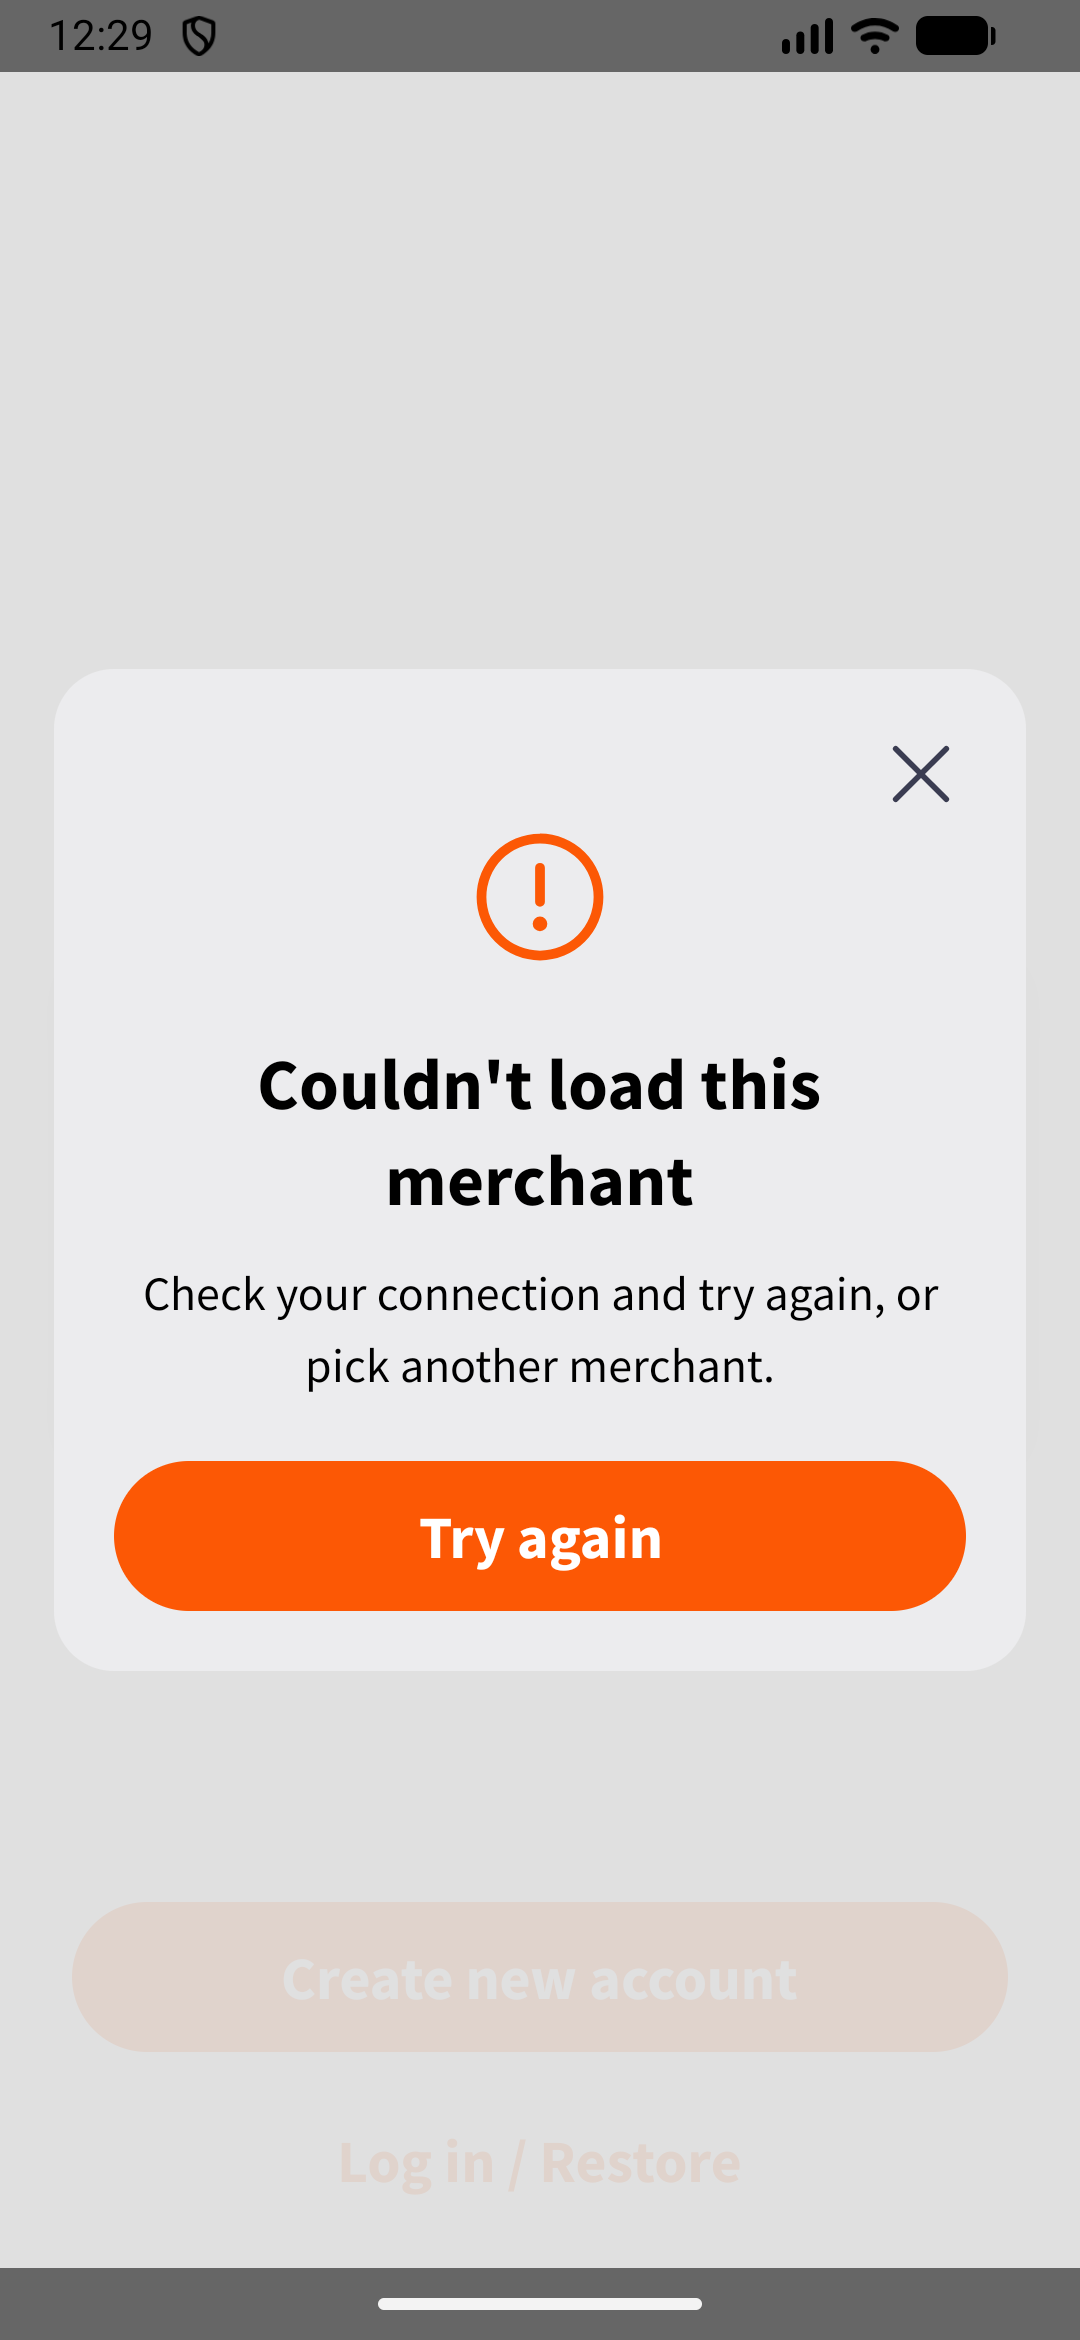 12:29
Couldn't load this
merchant
Check your connection and try again, or
pick another merchant.
Try again
Create new account
Log in / Restore